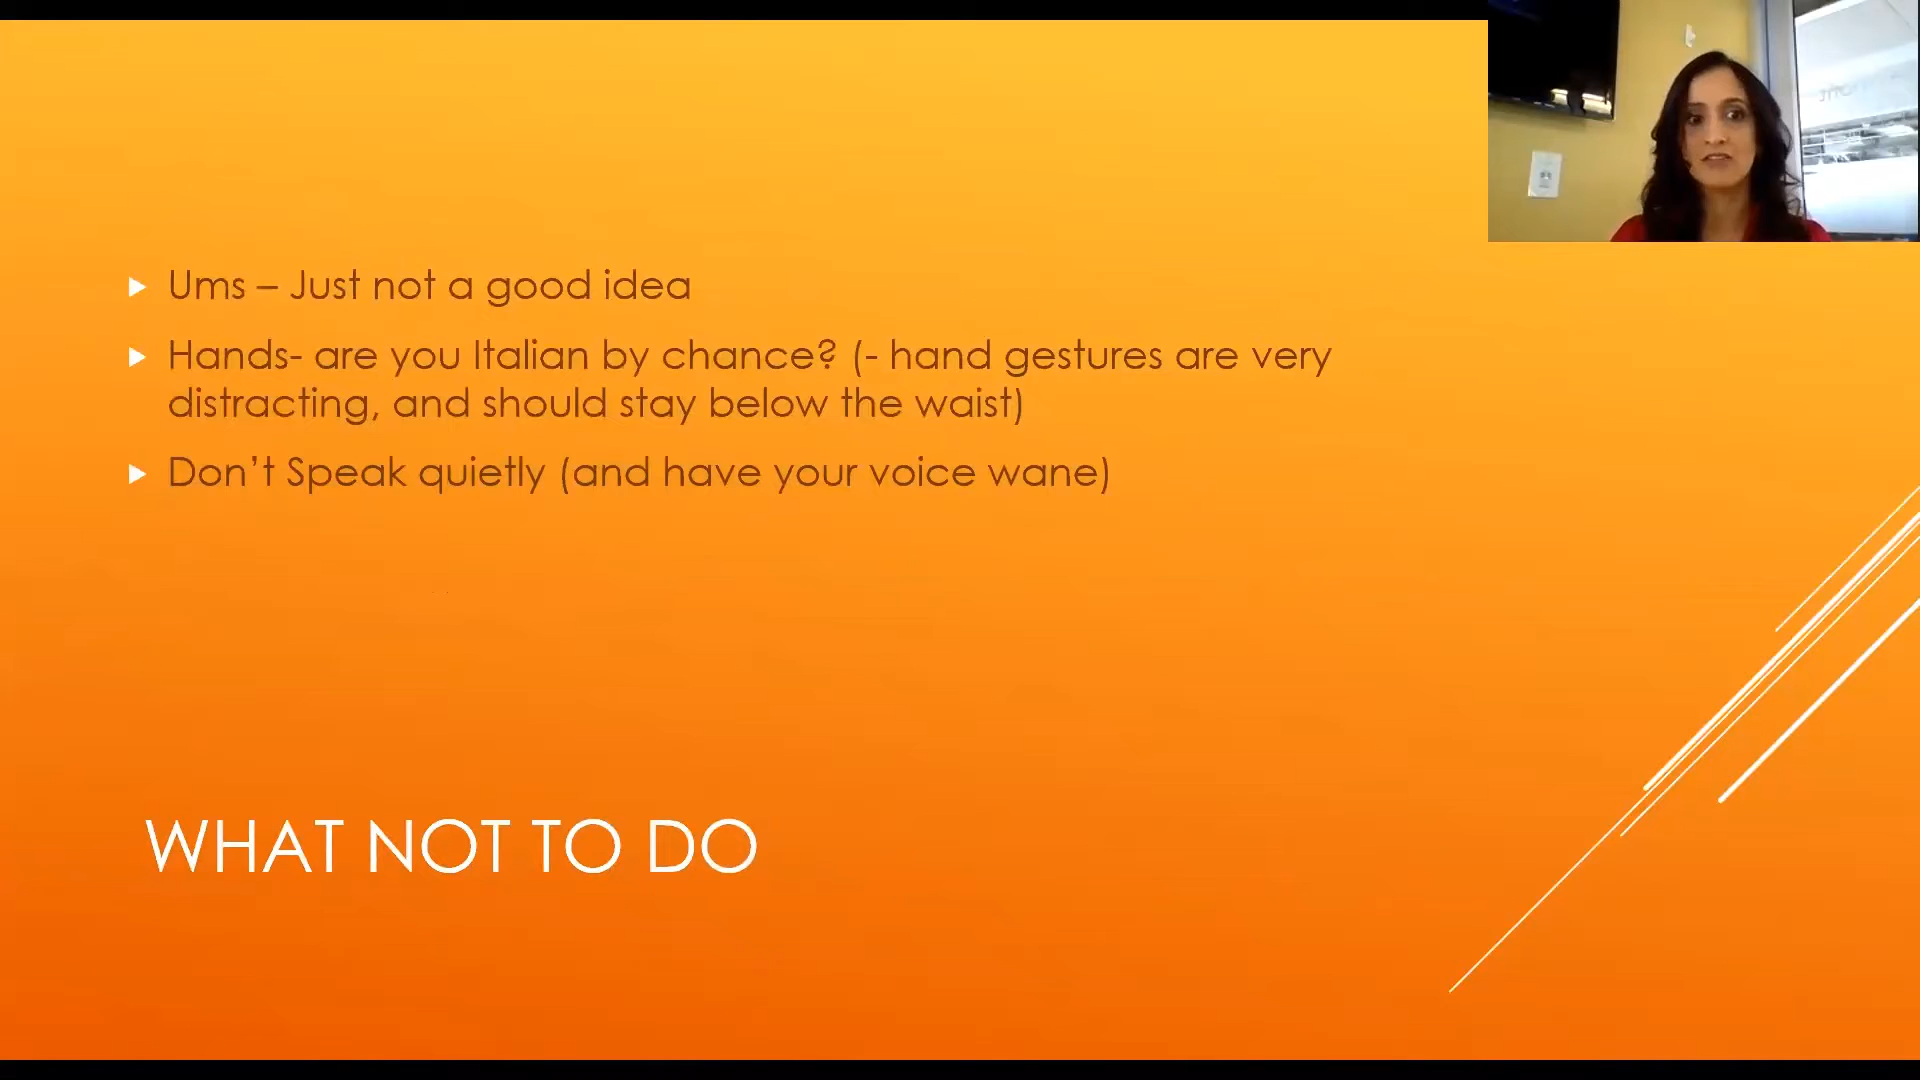 Ums – Just not a good idea
Hands- are you Italian by chance? (- hand gestures are very
distracting, and should stay below the waist)
Don't Speak quietly (and have your voice wane)
WHAT NOT TO DO